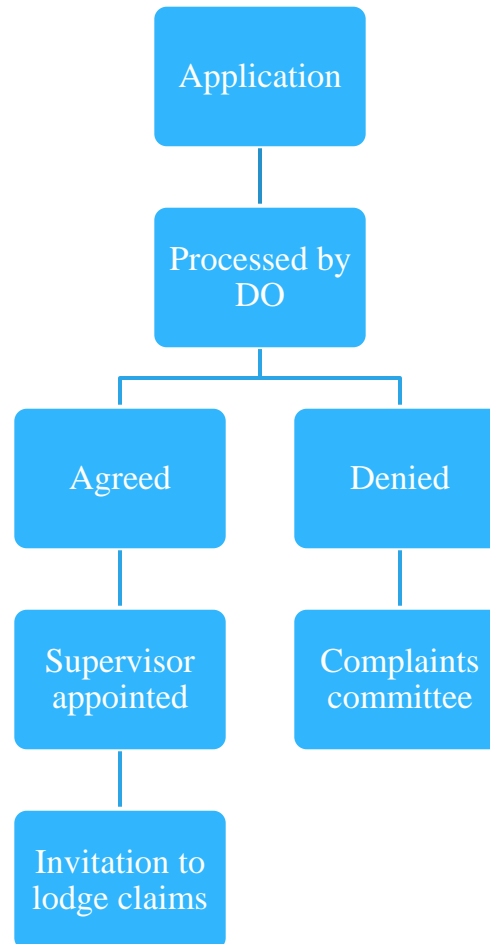 Application
Processed by
DO
Agreed
Denied
Supervisor
appointed
Complaints
committee
Invitation to
lodge claims